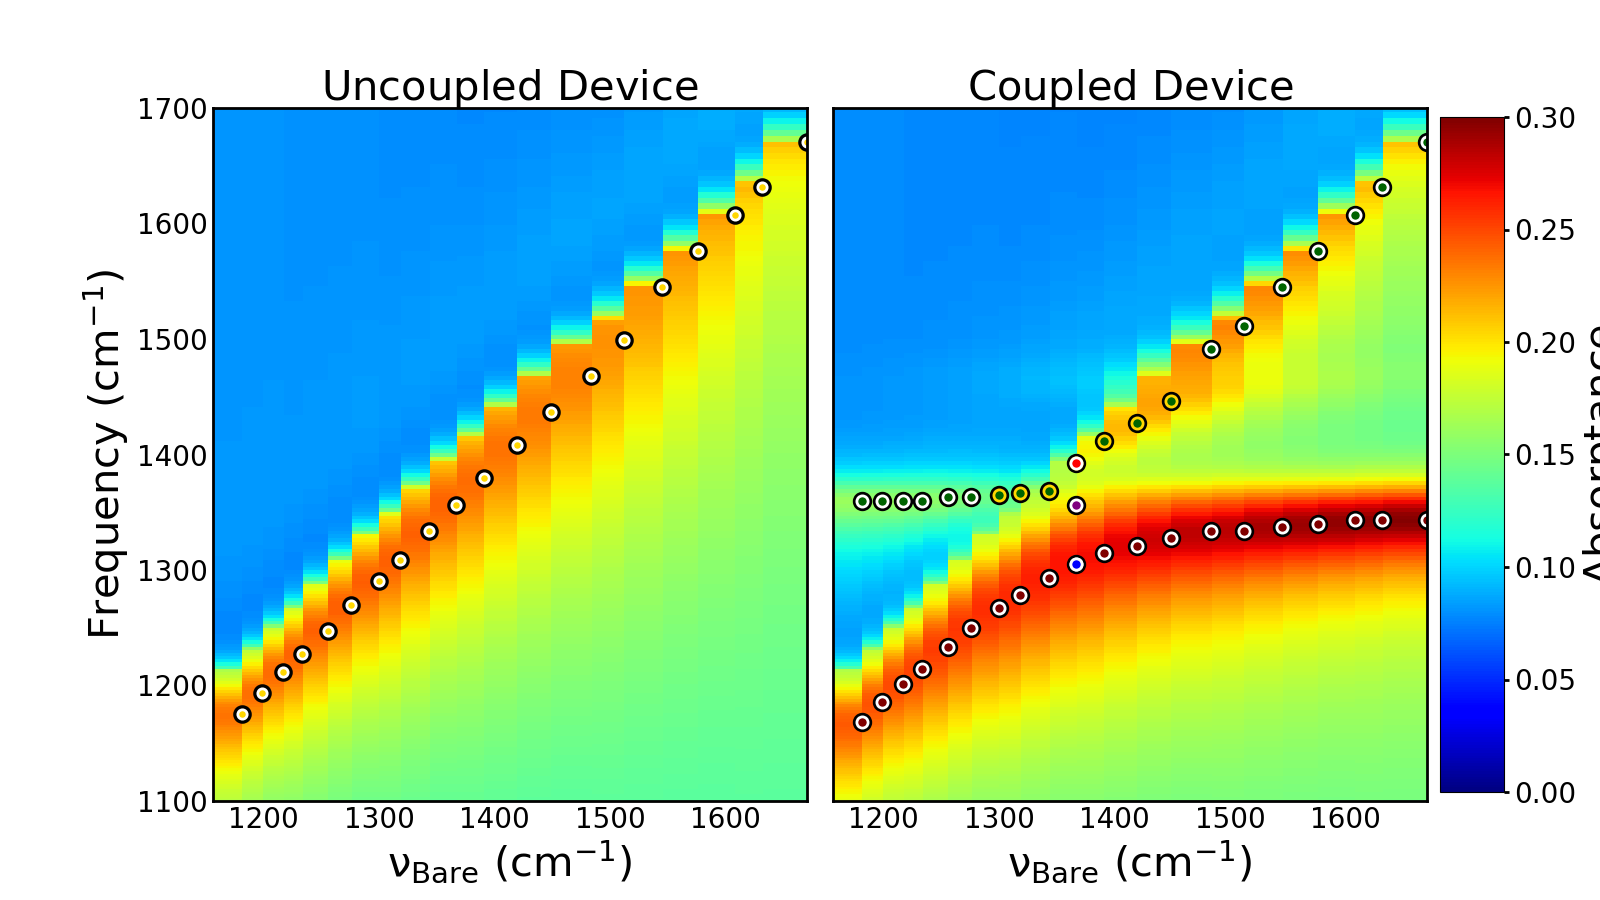 Uncoupled Device
Coupled Device
1700
1600
1500
1400
1300
1200
1100
Frequency (cm⁻¹)
1200 1300 1400 1500 1600
1200 1300 1400 1500 1600
ν_Bare (cm⁻¹)
ν_Bare (cm⁻¹)
0.30
0.25
0.20
0.15
0.10
0.05
0.00
Absorptance